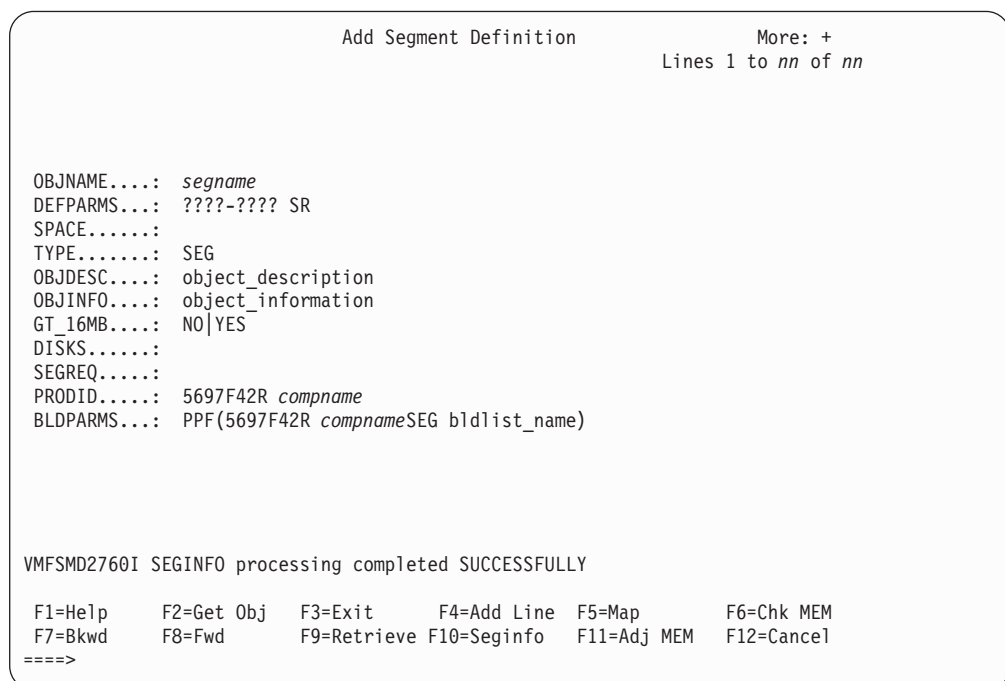 Add Segment Definition More: +
Lines 1 to nn of nn
OBJNAME....: segname
DEFPARMS...: ????-???? SR
SPACE......:
TYPE.......: SEG
OBJDESC....: object_description
OBJINFO....: object_information
GT_16MB....: NO|YES
DISKS......:
SEGREQ.....:
PRODID.....: 5697F42R compname
BLDPARMS...: PPF(5697F42R compnameSEG bldlist_name)
VMFSMD2760I SEGINFO processing completed SUCCESSFULLY
F1=Help F2=Get Obj F3=Exit F4=Add Line F5=Map F6=Chk MEM
F7=Bkwd F8=Fwd F9=Retrieve F10=Seginfo F11=Adj MEM F12=Cancel
====>